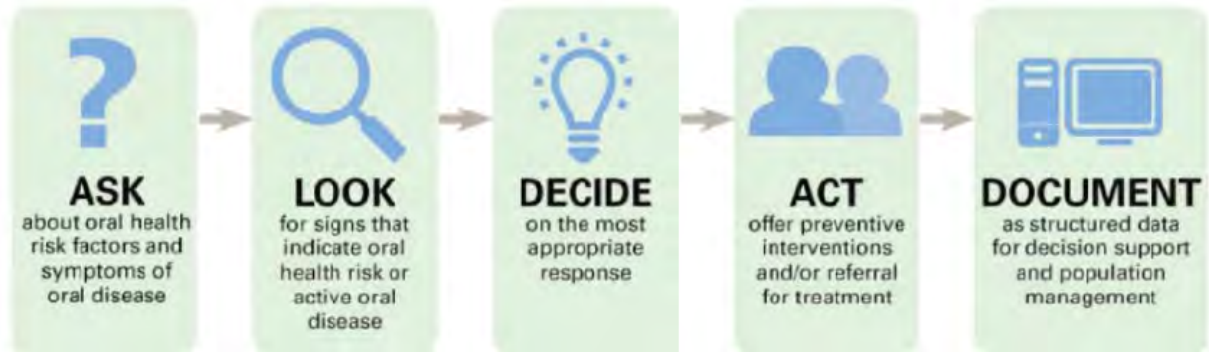 ASK
about oral health
risk factors and
symptoms of
oral disease
LOOK
for signs that
indicate oral
health risk or
active oral
disease
DECIDE
on the most
appropriate
response
ACT
offer preventive
interventions
and/or referral
for treatment
DOCUMENT
as structured data
for decision support
and population
management